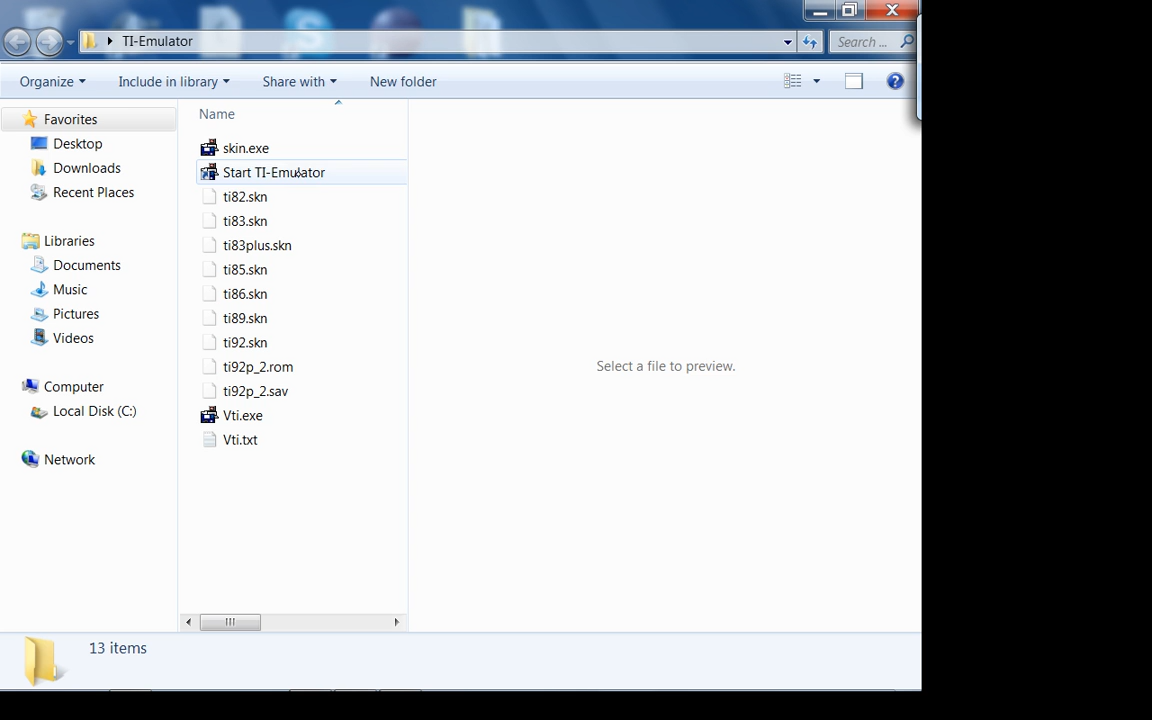 TI-Emulator
Search ...
Organize
Include in library
Share with
New folder
Favorites
Desktop
Downloads
Recent Places
Libraries
Documents
Music
Pictures
Videos
Computer
Local Disk (C:)
Network
Name
skin.exe
Start TI-Emulator
ti82.skn
ti83.skn
ti83plus.skn
ti85.skn
ti86.skn
ti89.skn
ti92.skn
ti92p_2.rom
ti92p_2.sav
Vti.exe
Vti.txt
Select a file to preview.
13 items